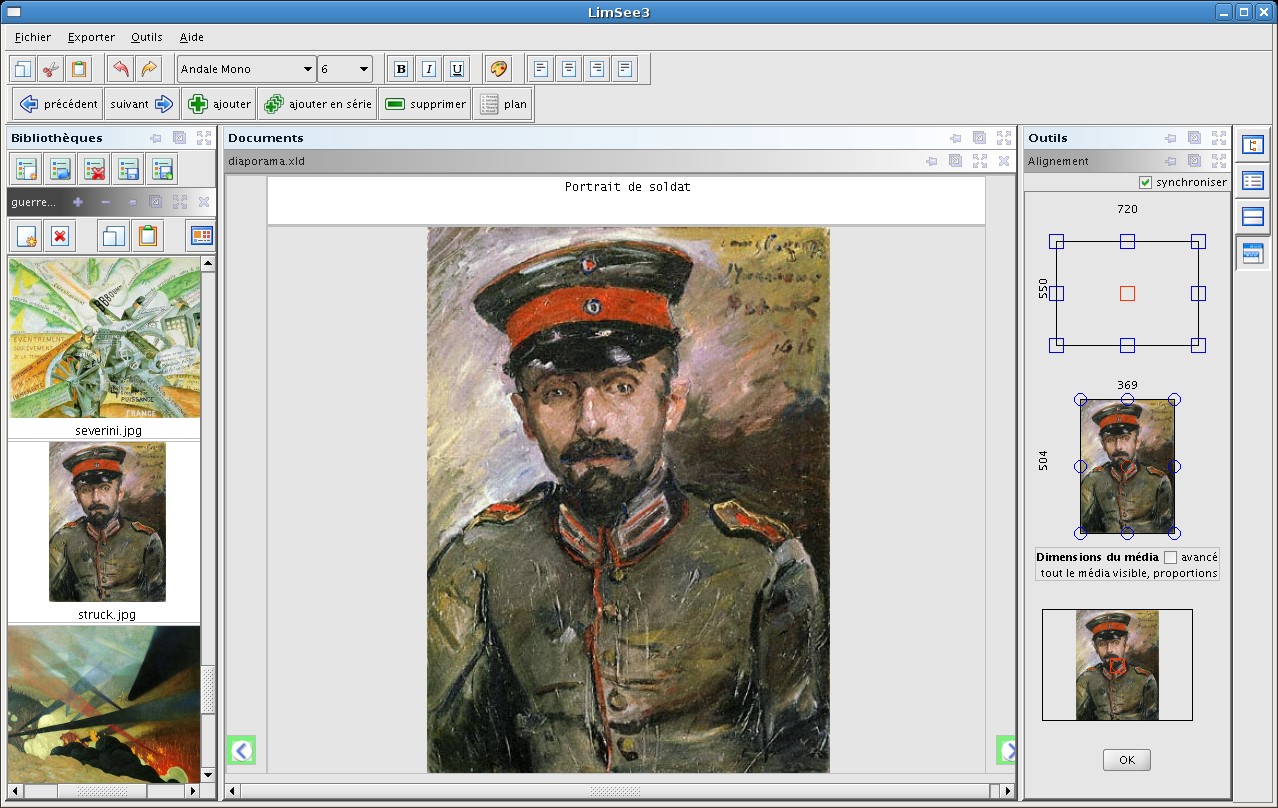 LimSee3
Fichier Exporter Outils Aide
Andale Mono 6 B I U
précédent suivant ajouter ajouter en série supprimer plan
Bibliothèques
guerre...
BBOUM
FRANCE
severini.jpg
struck.jpg
Documents
diaporama.xld
Portrait de soldat
Outils
Alignement
synchroniser
720
550
369
504
Dimensions du média avancé
tout le média visible, proportions
OK